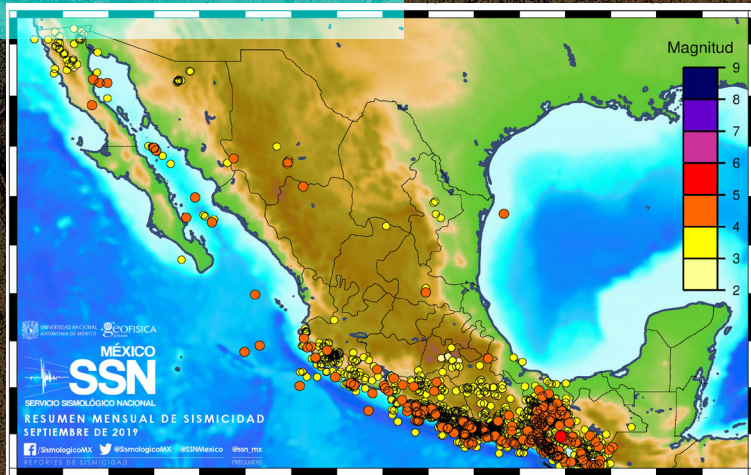 Magnitud
9
8
7
6
5
4
3
2
UNIVERSIDAD NACIONAL
AUTÓNOMA DE MÉXICO
GEOFISICA
MÉXICO
SSN
SERVICIO SISMOLÓGICO NACIONAL
RESUMEN MENSUAL DE SISMICIDAD
SEPTIEMBRE DE 2019
/SismologicoMX @SismologicoMX @SSNMexico @ssn_mx
REPORTES DE SISMICIDAD PREGUNTAS